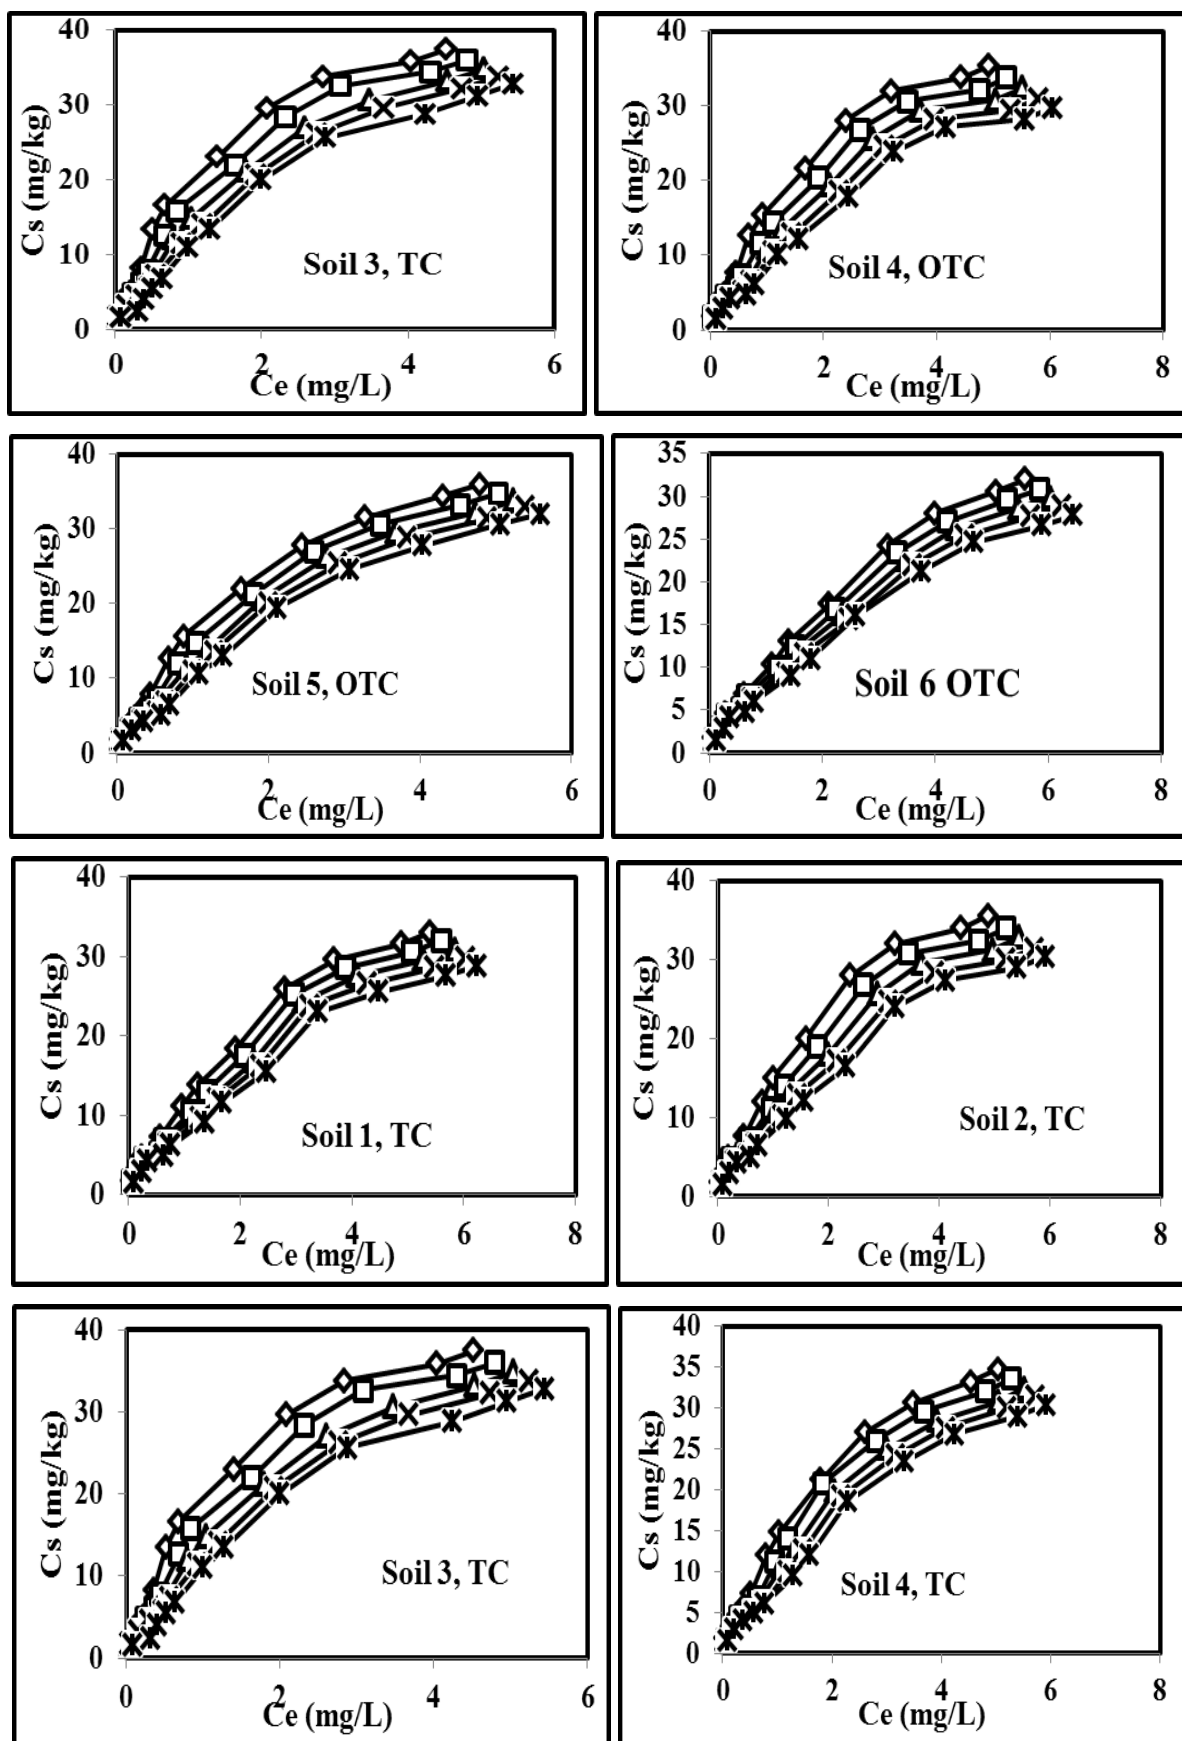 40
30
20
10
0
Cs (mg/kg)
Soil 3, TC
0 2 4 6
Ce (mg/L)
40
30
20
10
0
Cs (mg/kg)
Soil 4, OTC
0 2 4 6 8
Ce (mg/L)
40
30
20
10
0
Cs (mg/kg)
Soil 5, OTC
0 2 4 6
Ce (mg/L)
35
30
25
20
15
10
5
0
Cs (mg/kg)
Soil 6 OTC
0 2 4 6 8
Ce (mg/L)
40
30
20
10
0
Cs (mg/kg)
Soil 1, TC
0 2 4 6 8
Ce (mg/L)
40
30
20
10
0
Cs (mg/kg)
Soil 2, TC
0 2 4 6 8
Ce (mg/L)
40
30
20
10
0
Cs (mg/kg)
Soil 3, TC
0 2 4 6
Ce (mg/L)
40
35
30
25
20
15
10
5
0
Cs (mg/kg)
Soil 4, TC
0 2 4 6 8
Ce (mg/L)